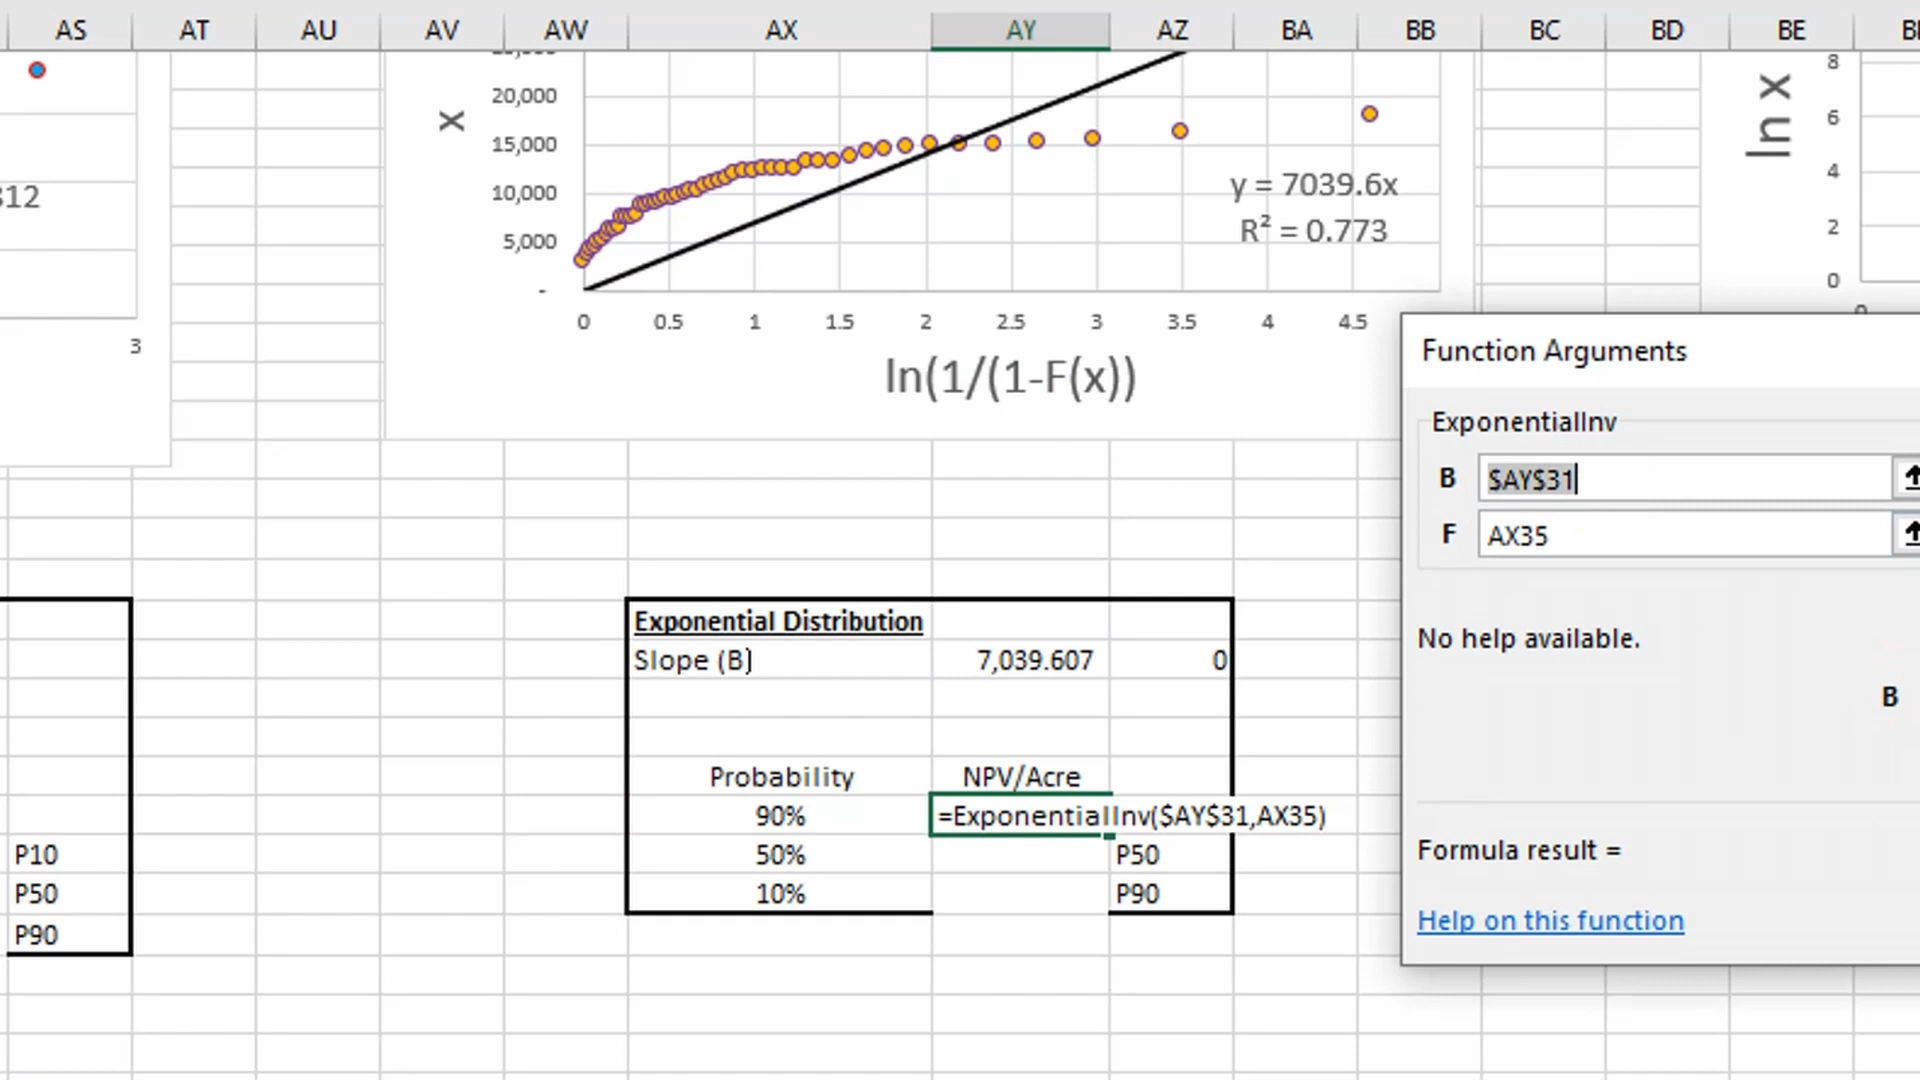 AS AT AU AV AW AX AY AZ BA BB BC BD BE
x
20,000
15,000
10,000
5,000
-
0 0.5 1 1.5 2 2.5 3 3.5 4 4.5
ln(1/(1-F(x))
y = 7039.6x
R² = 0.773
ln x
8
6
4
2
0
312
3
Exponential Distribution
Slope (B) 7,039.607 0
Probability NPV/Acre
90% =ExponentialInv($AY$31,AX35)
50% P50
10% P90
P10
P50
P90
Function Arguments
ExponentialInv
B $AY$31
F AX35
No help available.
B
Formula result =
Help on this function